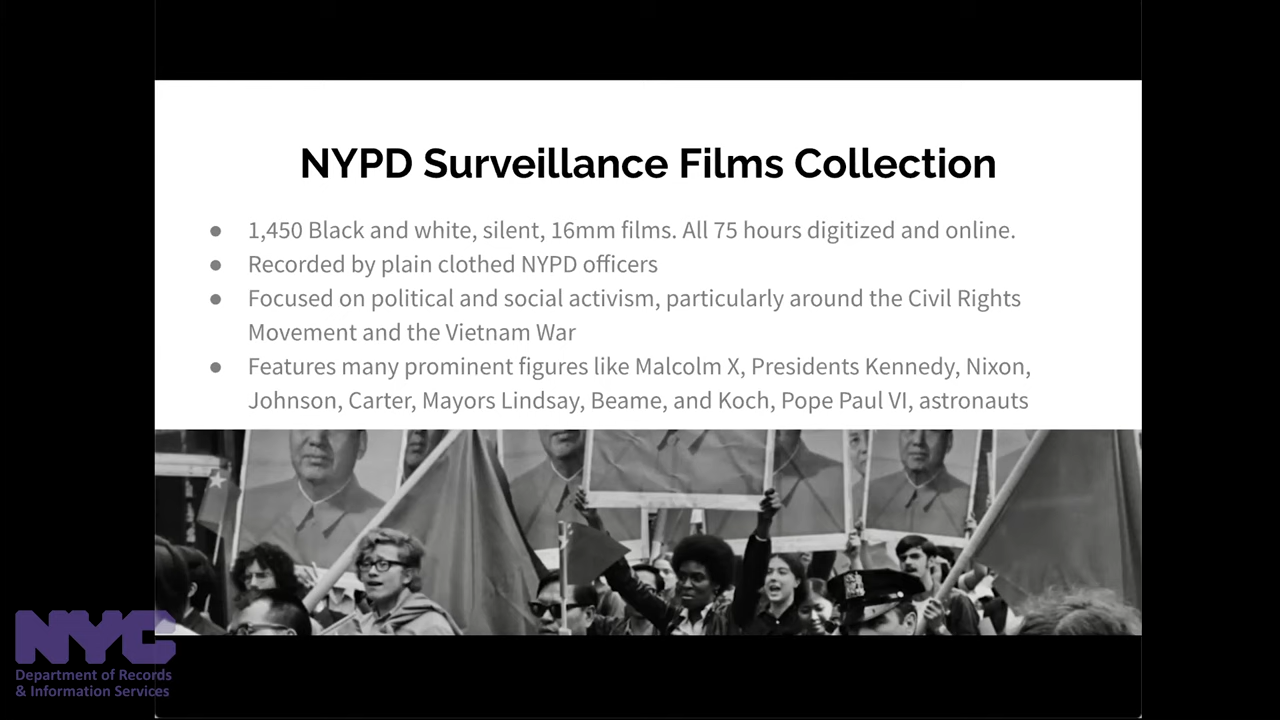 NYPD Surveillance Films Collection
● 1,450 Black and white, silent, 16mm films. All 75 hours digitized and online.
● Recorded by plain clothed NYPD officers
● Focused on political and social activism, particularly around the Civil Rights
Movement and the Vietnam War
● Features many prominent figures like Malcolm X, Presidents Kennedy, Nixon,
Johnson, Carter, Mayors Lindsay, Beame, and Koch, Pope Paul VI, astronauts
NYC
Department of Records
& Information Services